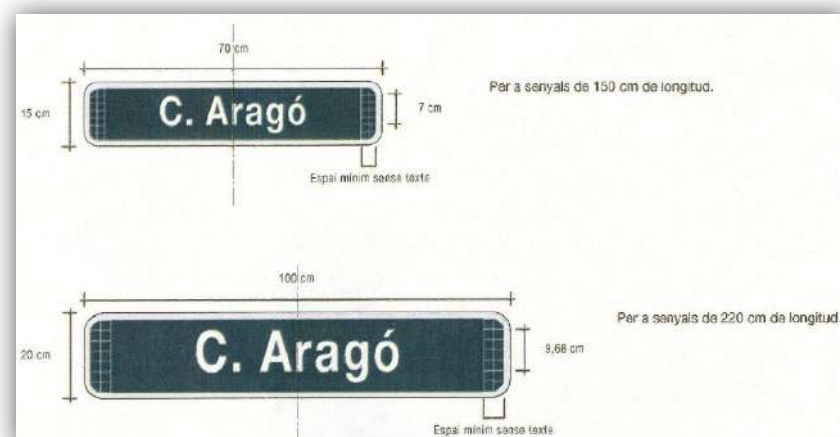 70 cm
15 cm
C. Aragó
7 cm
Per a senyals de 150 cm de longitud.
Espai mínim sense texte
100 cm
20 cm
C. Aragó
9,68 cm
Per a senyals de 220 cm de longitud
Espai mínim sense texte